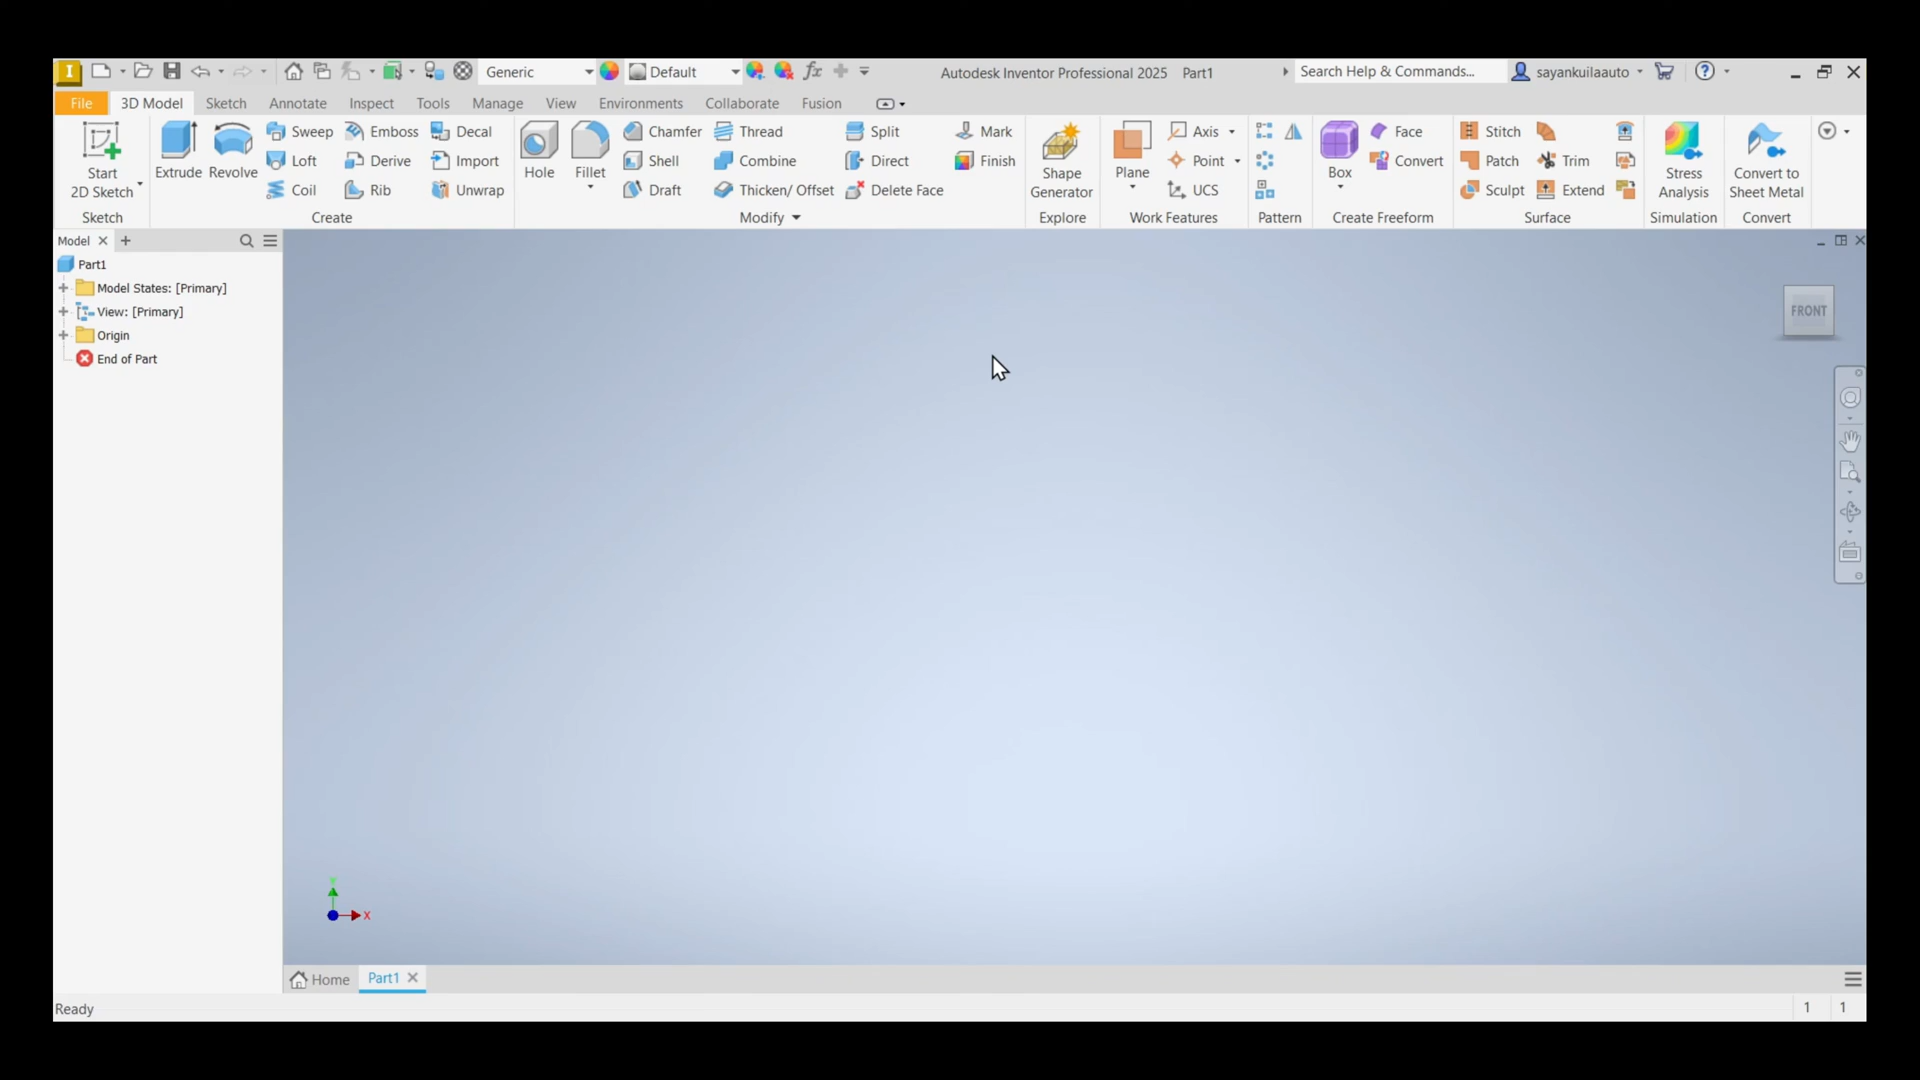 Generic Default Autodesk Inventor Professional 2025 Part1 Search Help & Commands... sayankuilaauto
File 3D Model Sketch Annotate Inspect Tools Manage View Environments Collaborate Fusion
Start 2D Sketch
Extrude Revolve
Sweep Emboss Decal
Loft Derive Import
Coil Rib Unwrap
Hole Fillet
Chamfer Thread Split Mark
Shell Combine Direct Finish
Draft Thicken/ Offset Delete Face
Shape Generator
Plane
Axis
Point
UCS
Box
Face
Convert
Stitch
Patch Trim
Sculpt Extend
Stress Analysis
Convert to Sheet Metal
Sketch Create Modify Explore Work Features Pattern Create Freeform Surface Simulation Convert
Model
Part1
Model States: [Primary]
View: [Primary]
Origin
End of Part
FRONT
Y
X
Home Part1
Ready 1 1